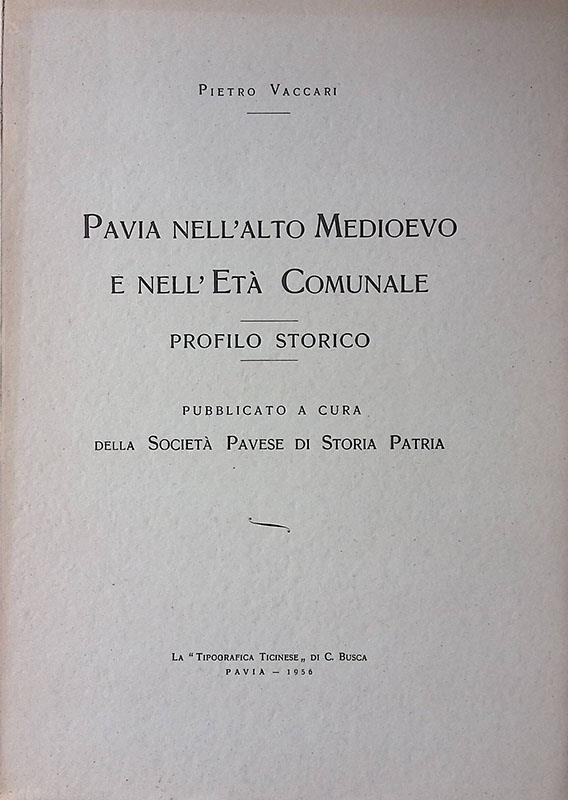 Pietro Vaccari
Pavia nell'alto Medioevo
e nell'Età Comunale
PROFILO STORICO
PUBBLICATO A CURA
della Società Pavese di Storia Patria
La "Tipografica Ticinese„ di C. Busca
PAVIA — 1956